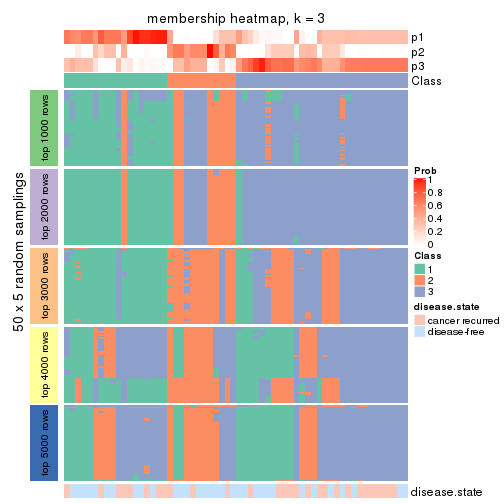 membership heatmap, k = 3
p1
p2
p3
Class
50 x 5 random samplings
top 1000 rows
top 2000 rows
top 3000 rows
top 4000 rows
top 5000 rows
Prob
1
0.8
0.6
0.4
0.2
0
Class
1
2
3
disease.state
cancer recurred
disease-free
disease.state